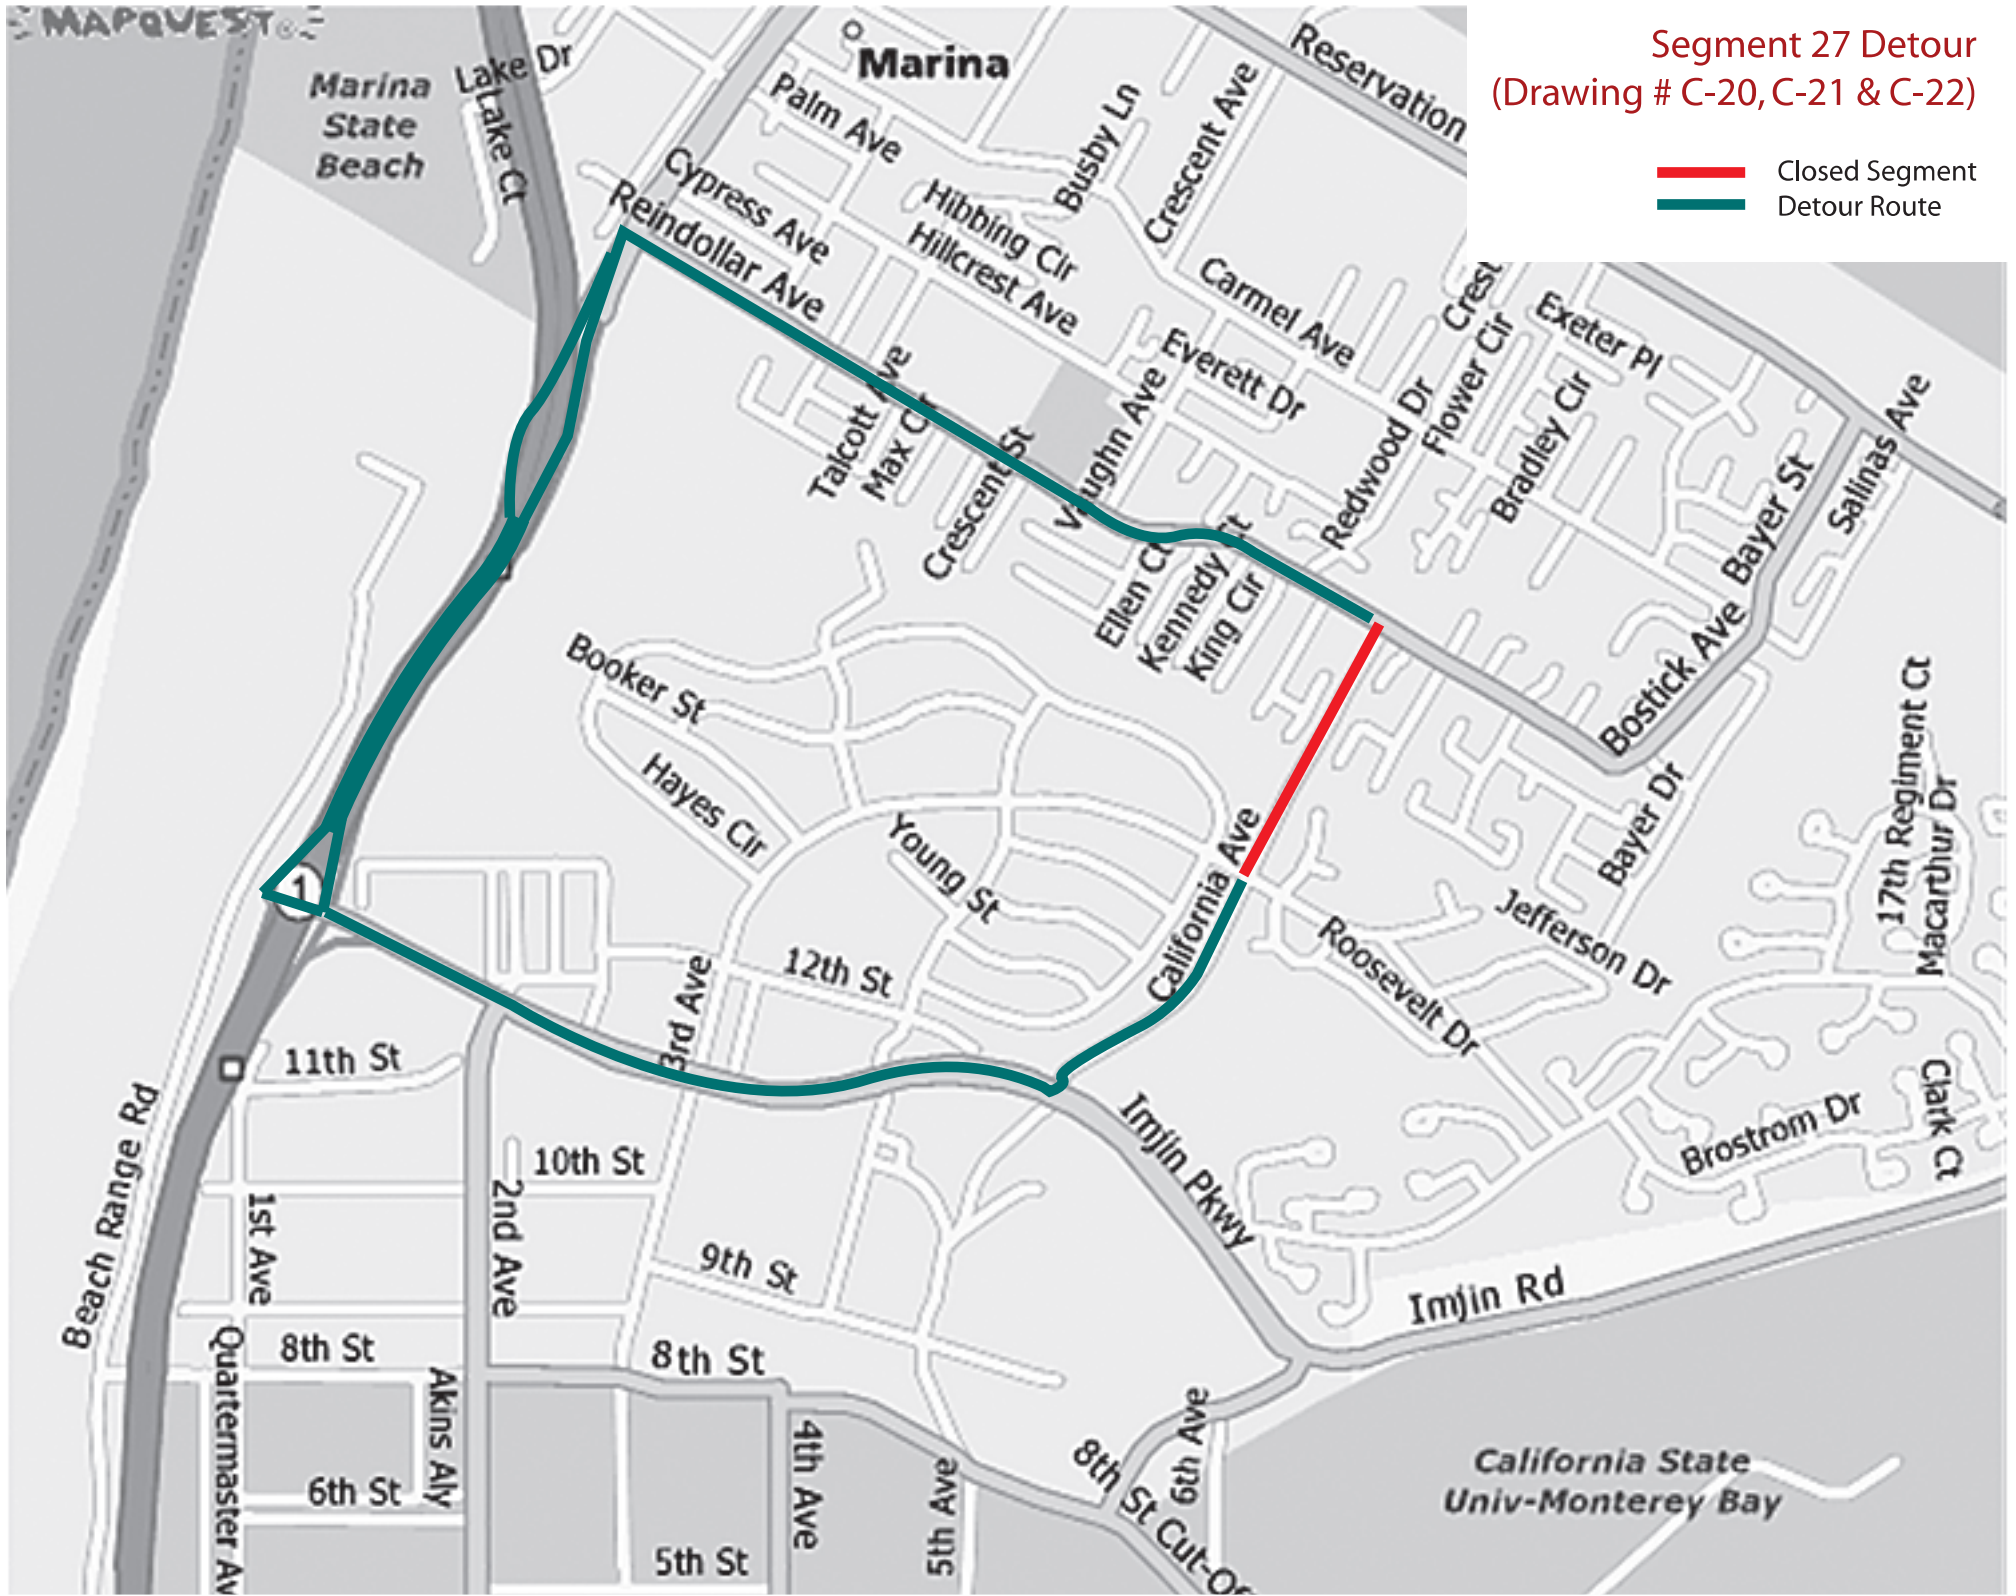 MAPQUEST
Segment 27 Detour
(Drawing # C-20, C-21 & C-22)
Closed Segment
Detour Route
Marina
State
Beach
Lake Dr
Lake Ct
Marina
Palm Ave
Cypress Ave
Reindollar Ave
Busby Ln
Crescent Ave
Reservation
Hibbing Cir
Hillcrest Ave
Carmel Ave
Everett Dr
Crest
Exeter Pl
Flower Cir
Redwood Dr
Bradley Cir
Talcott Ave
Max Ct
Crescent St
Vaughn Ave
Ellen Ct
Kennedy Ct
King Cir
Bayer St
Salinas Ave
Bostick Ave
Bayer Dr
17th Regiment Ct
Macarthur Dr
Booker St
Hayes Cir
Young St
California Ave
California
Jefferson Dr
Roosevelt Dr
1
12th St
3rd Ave
11th St
10th St
9th St
Imjin Pkwy
Brostrom Dr
Clark Ct
Imjin Rd
Beach Range Rd
1st Ave
2nd Ave
8th St
8th St
Quartermaster Av
Akins Aly
6th St
5th St
4th Ave
5th Ave
6th Ave
8th St Cut-Of
California State
Univ-Monterey Bay